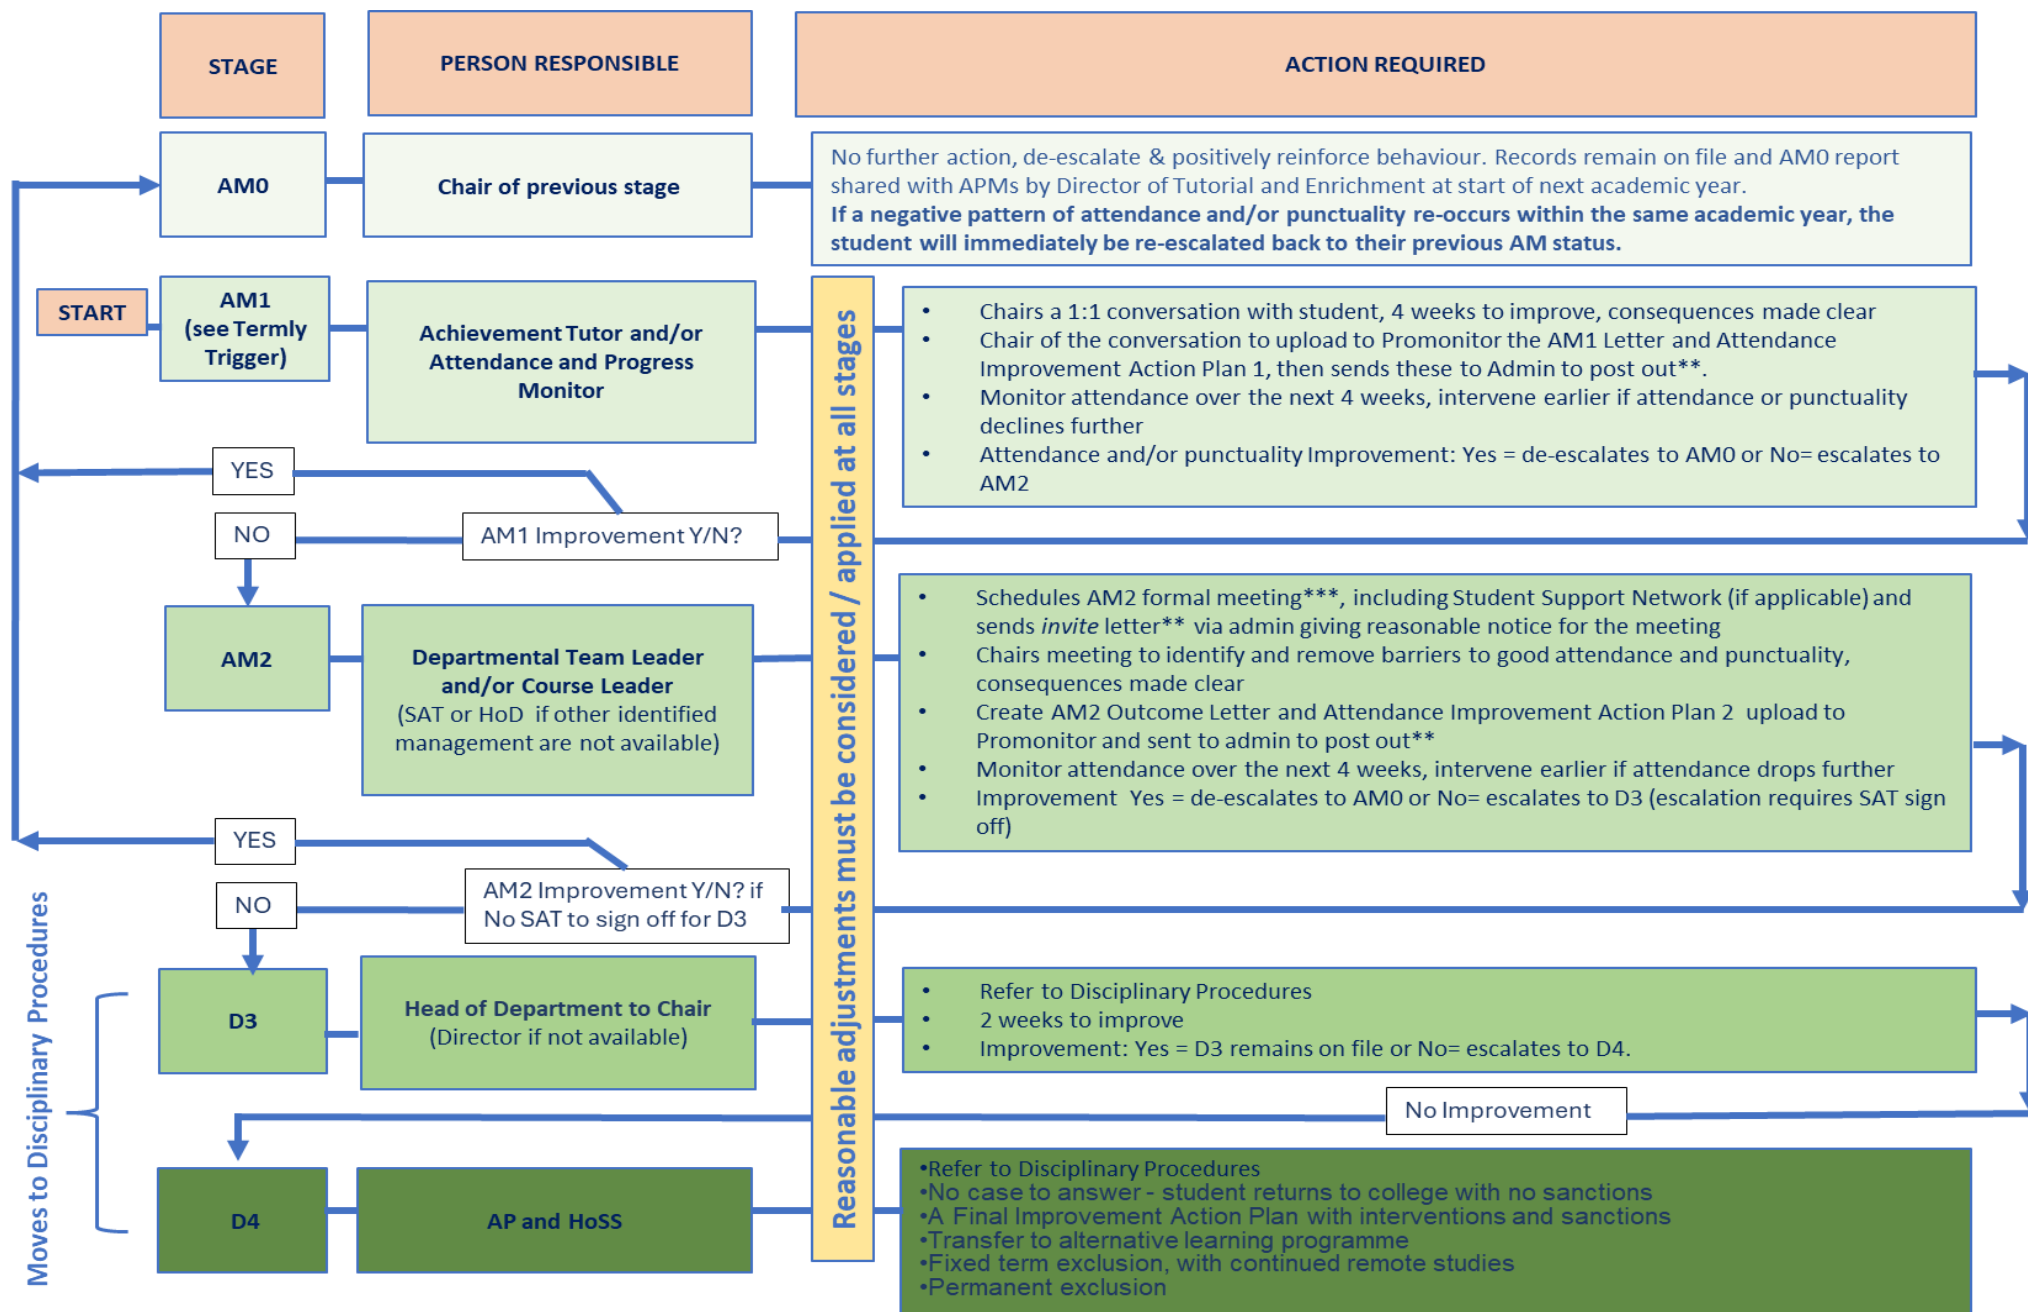 STAGE
PERSON RESPONSIBLE
ACTION REQUIRED
AM0
Chair of previous stage
No further action, de-escalate & positively reinforce behaviour. Records remain on file and AM0 report
shared with APMs by Director of Tutorial and Enrichment at start of next academic year.
If a negative pattern of attendance and/or punctuality re-occurs within the same academic year, the
student will immediately be re-escalated back to their previous AM status.
START
AM1
(see Termly
Trigger)
Achievement Tutor and/or
Attendance and Progress
Monitor
• Chairs a 1:1 conversation with student, 4 weeks to improve, consequences made clear
• Chair of the conversation to upload to Promonitor the AM1 Letter and Attendance
Improvement Action Plan 1, then sends these to Admin to post out**.
• Monitor attendance over the next 4 weeks, intervene earlier if attendance or punctuality
declines further
• Attendance and/or punctuality Improvement: Yes = de-escalates to AM0 or No= escalates to
AM2
Reasonable adjustments must be considered / applied at all stages
YES
NO
AM1 Improvement Y/N?
AM2
Departmental Team Leader
and/or Course Leader
(SAT or HoD if other identified
management are not available)
• Schedules AM2 formal meeting***, including Student Support Network (if applicable) and
sends invite letter** via admin giving reasonable notice for the meeting
• Chairs meeting to identify and remove barriers to good attendance and punctuality,
consequences made clear
• Create AM2 Outcome Letter and Attendance Improvement Action Plan 2 upload to
Promonitor and sent to admin to post out**
• Monitor attendance over the next 4 weeks, intervene earlier if attendance drops further
• Improvement Yes = de-escalates to AM0 or No= escalates to D3 (escalation requires SAT sign
off)
YES
NO
AM2 Improvement Y/N? if
No SAT to sign off for D3
Moves to Disciplinary Procedures
D3
Head of Department to Chair
(Director if not available)
• Refer to Disciplinary Procedures
• 2 weeks to improve
• Improvement: Yes = D3 remains on file or No= escalates to D4.
No Improvement
D4
AP and HoSS
•Refer to Disciplinary Procedures
•No case to answer - student returns to college with no sanctions
•A Final Improvement Action Plan with interventions and sanctions
•Transfer to alternative learning programme
•Fixed term exclusion, with continued remote studies
•Permanent exclusion